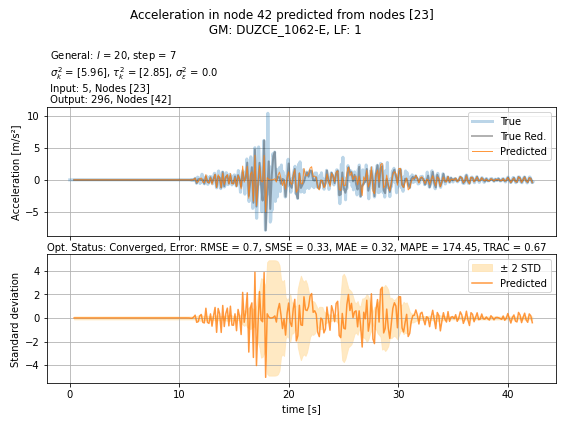 Acceleration in node 42 predicted from nodes [23]
GM: DUZCE_1062-E, LF: 1
General: l = 20, step = 7
σ²ₖ = [5.96], τ²ₖ = [2.85], σ²ε = 0.0
Input: 5, Nodes [23]
Output: 296, Nodes [42]
Acceleration [m/s²]
10
5
0
−5
True
True Red.
Predicted
Opt. Status: Converged, Error: RMSE = 0.7, SMSE = 0.33, MAE = 0.32, MAPE = 174.45, TRAC = 0.67
Standard deviation
4
2
0
−2
−4
± 2 STD
Predicted
0 10 20 30 40
time [s]